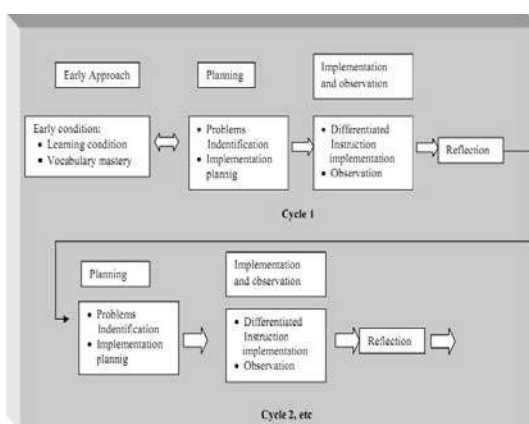 Early Approach
Planning
Implementation
and observation
Early condition:
• Learning condition
• Vocabulary mastery
• Problems
Indentification
• Implementation
plannig
• Differentiated
Instruction
implementation
• Observation
Reflection
Cycle 1
Planning
Implementation
and observation
• Problems
Indentification
• Implementation
plannig
• Differentiated
Instruction
implementation
• Observation
Reflection
Cycle 2, etc